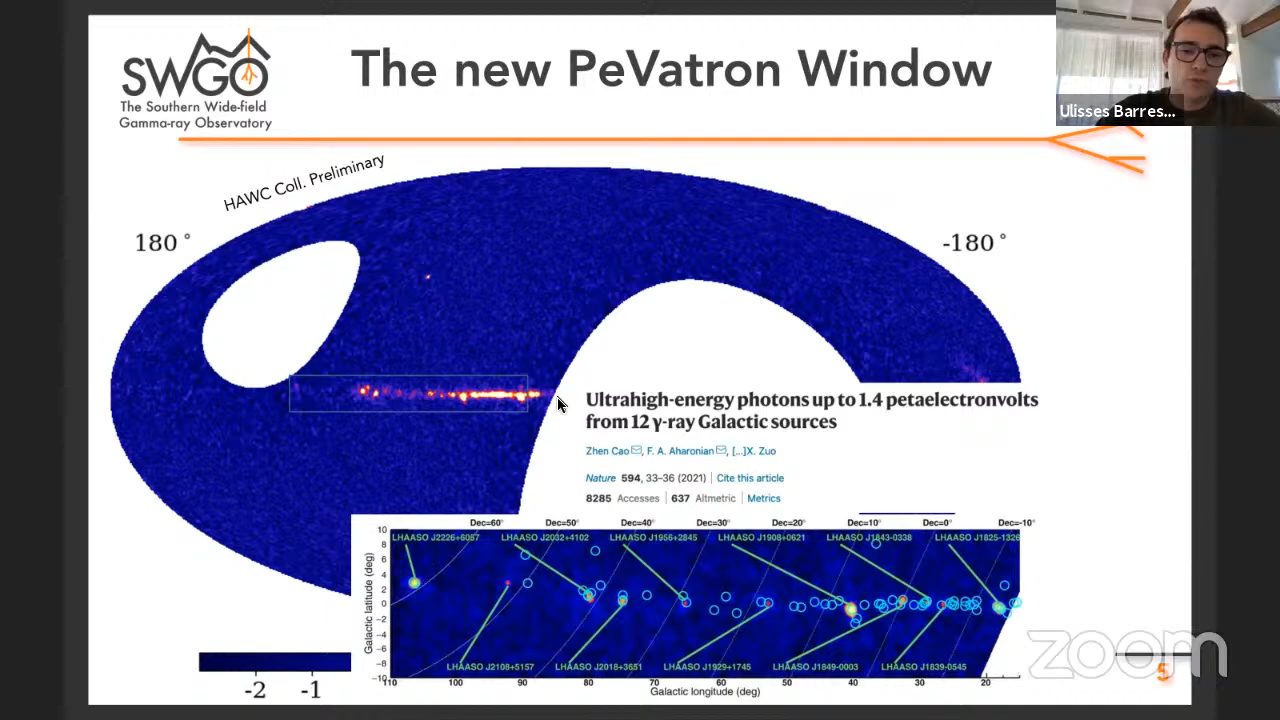 SWGO
The Southern Wide-field
Gamma-ray Observatory
The new PeVatron Window
Ulisses Barres...
HAWC Coll. Preliminary
180°
-180°
Ultrahigh-energy photons up to 1.4 petaelectronvolts
from 12 γ-ray Galactic sources
Zhen Cao, F. A. Aharonian, [...]X. Zuo
Nature 594, 33–36 (2021) | Cite this article
8285 Accesses | 637 Altmetric | Metrics
Dec=60° Dec=50° Dec=40° Dec=30° Dec=20° Dec=10° Dec=0° Dec=-10°
LHAASO J2226+6057 LHAASO J2032+4102 LHAASO J1956+2845 LHAASO J1908+0621 LHAASO J1843-0338 LHAASO J1825-1326
Galactic latitude (deg)
10
8
6
4
2
0
−2
−4
−6
−8
−10
LHAASO J2108+5157 LHAASO J2018+3651 LHAASO J1929+1745 LHAASO J1849-0003 LHAASO J1839-0545
110 100 90 80 70 60 50 40 30 20
Galactic longitude (deg)
-2 -1
zoom
5